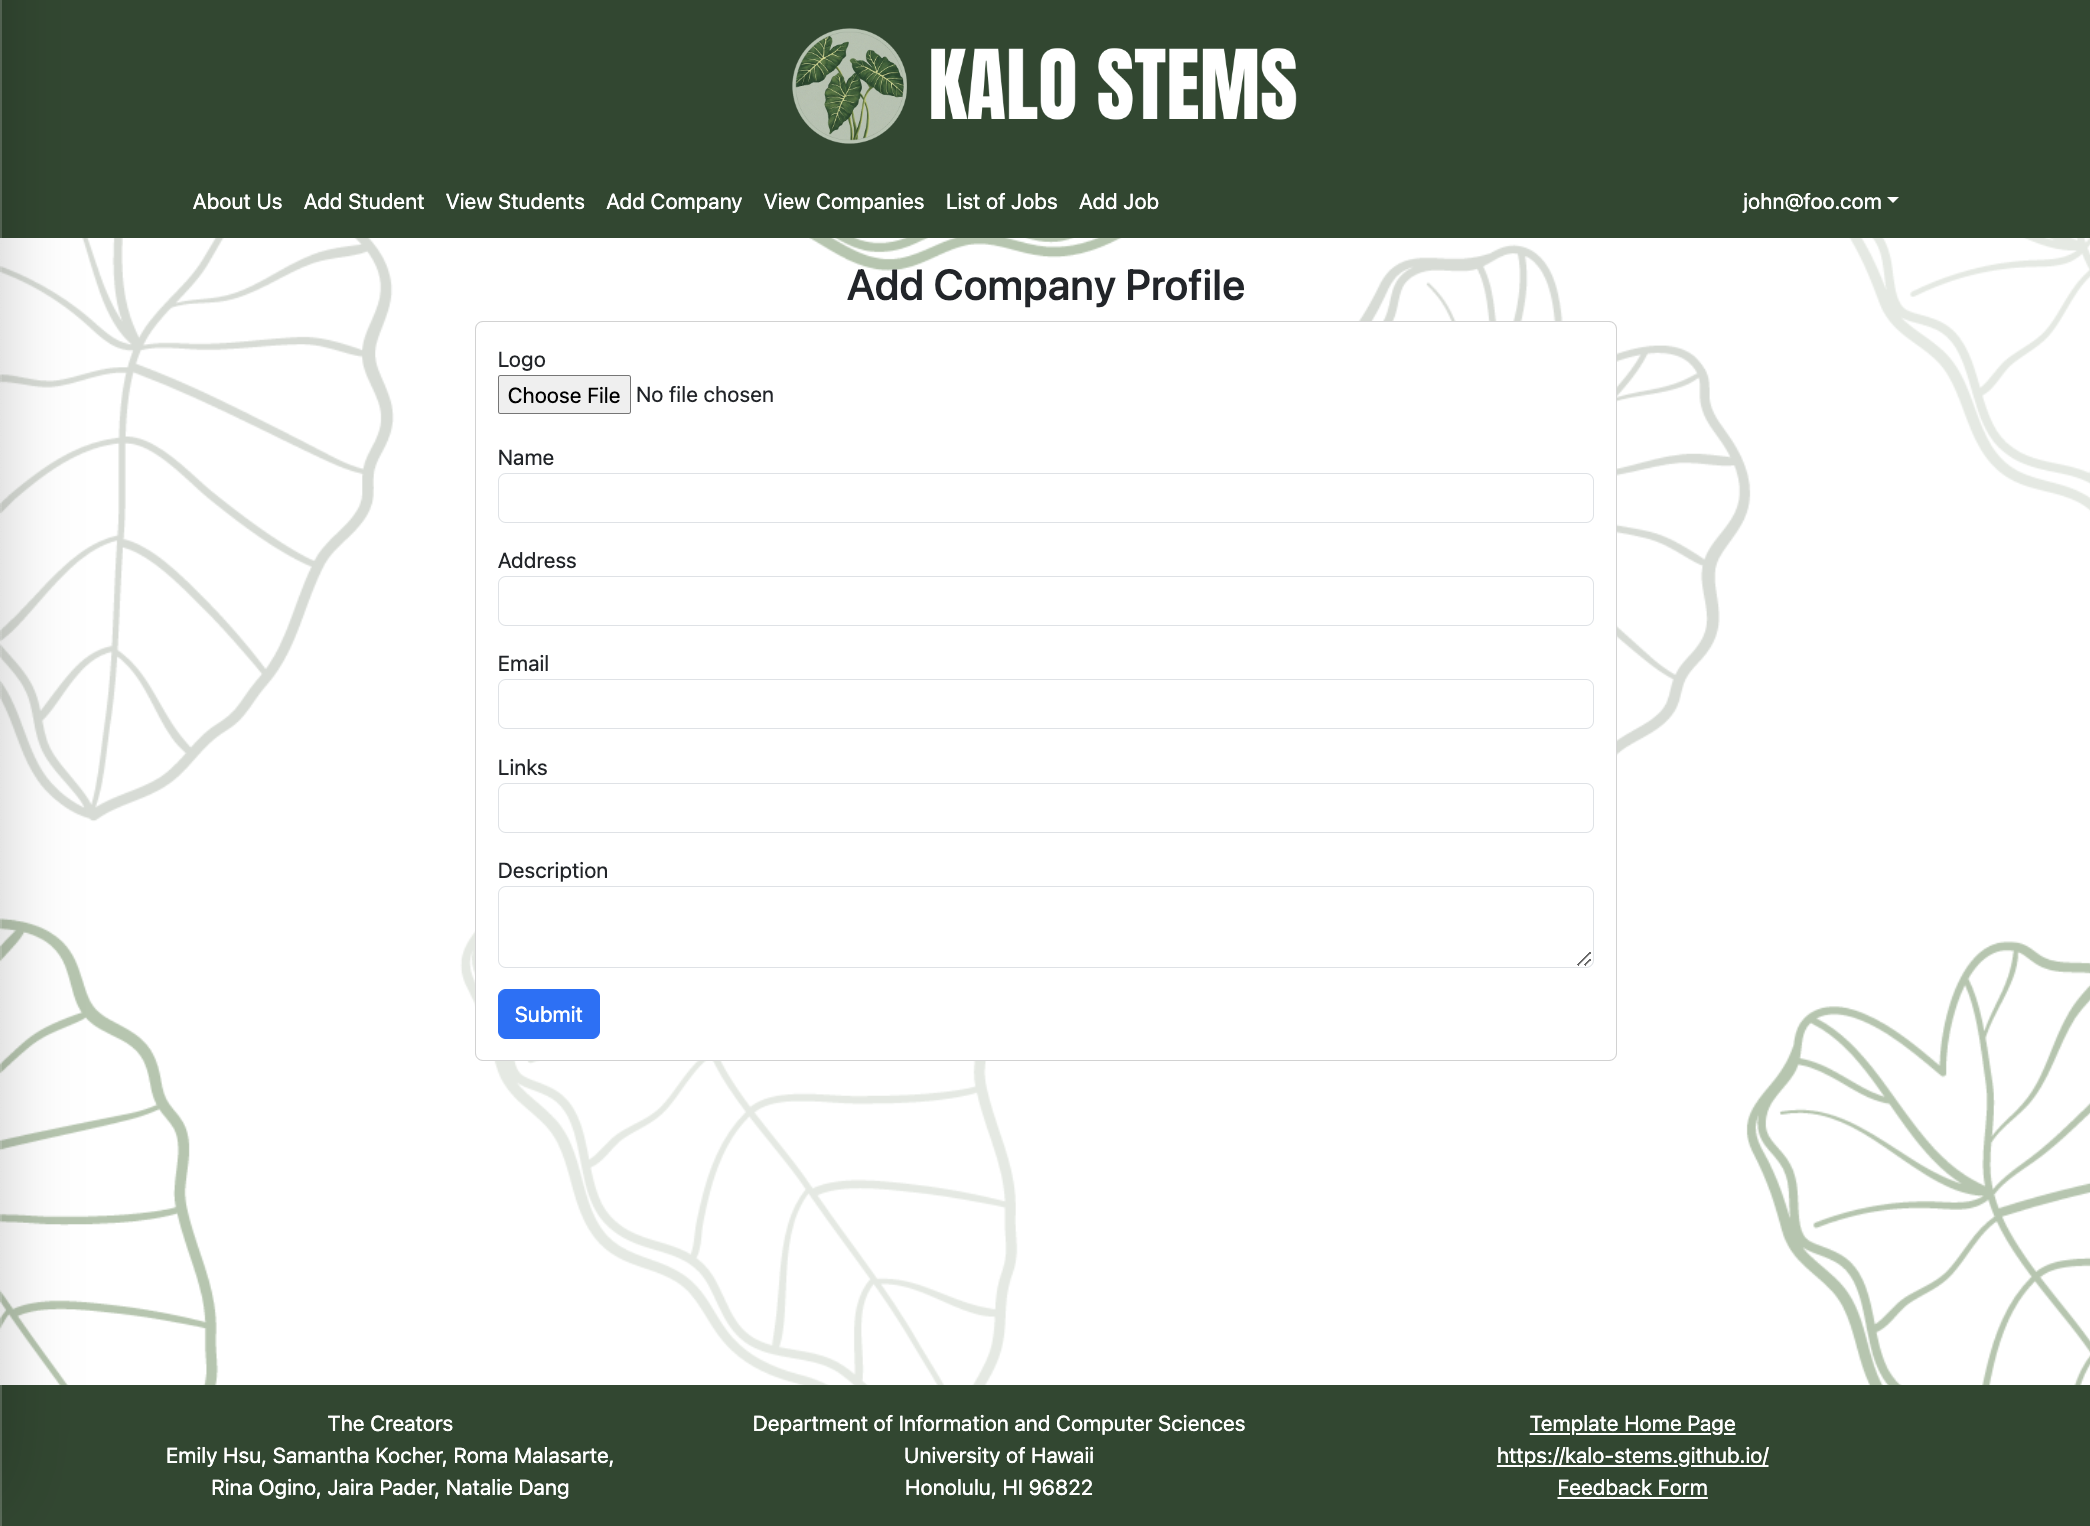 KALO STEMS
About Us Add Student View Students Add Company View Companies List of Jobs Add Job john@foo.com
Add Company Profile
Logo
Choose File No file chosen
Name
Address
Email
Links
Description
Submit
The Creators
Emily Hsu, Samantha Kocher, Roma Malasarte,
Rina Ogino, Jaira Pader, Natalie Dang
Department of Information and Computer Sciences
University of Hawaii
Honolulu, HI 96822
Template Home Page
https://kalo-stems.github.io/
Feedback Form